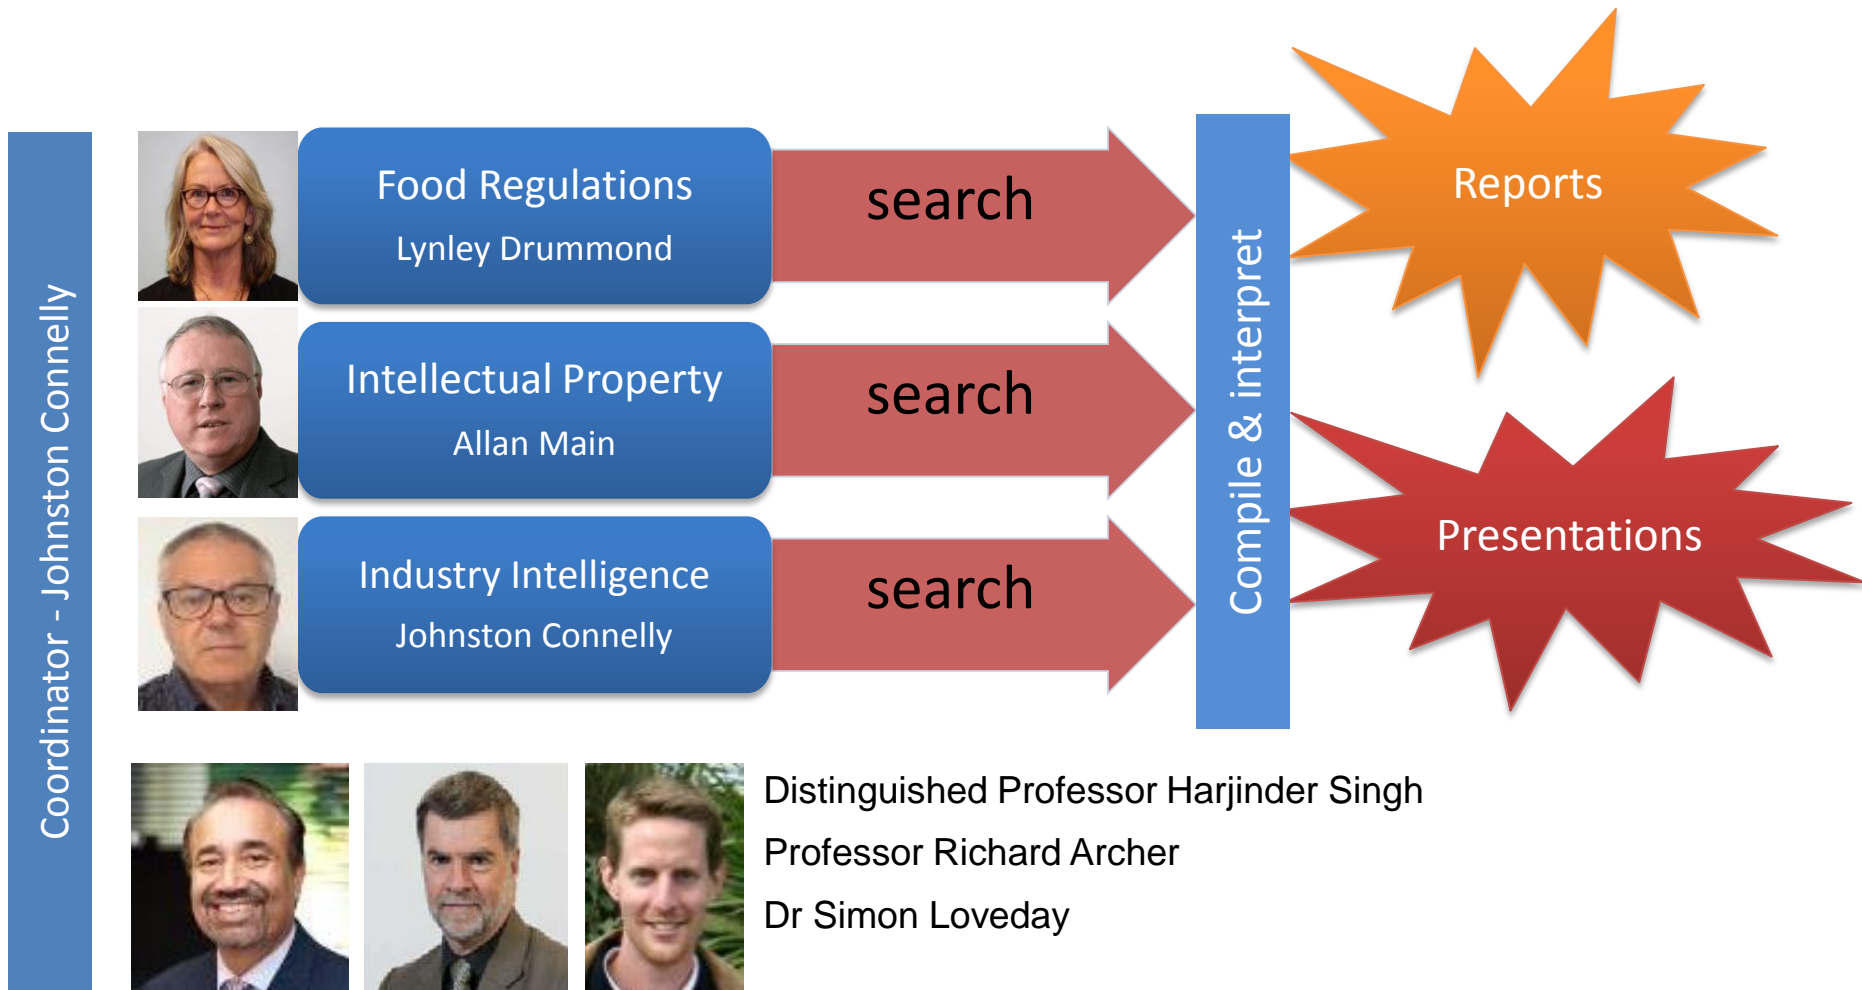 Coordinator - Johnston Connelly
Food Regulations
Lynley Drummond
search
Intellectual Property
Allan Main
search
Industry Intelligence
Johnston Connelly
search
Compile & interpret
Reports
Presentations
Distinguished Professor Harjinder Singh
Professor Richard Archer
Dr Simon Loveday